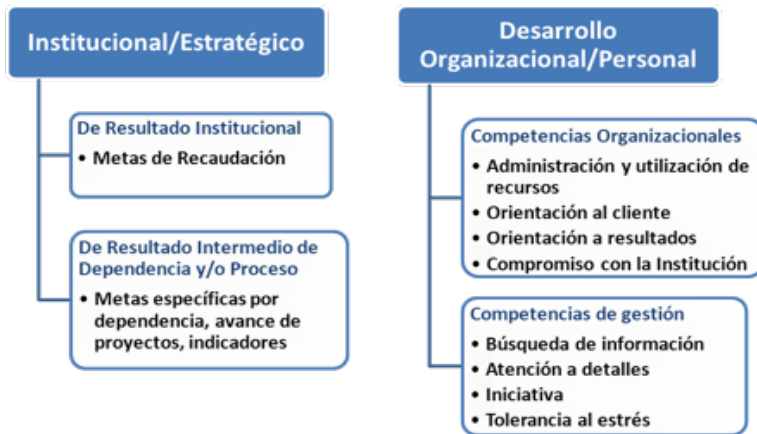 Institucional/Estratégico
De Resultado Institucional
• Metas de Recaudación
De Resultado Intermedio de
Dependencia y/o Proceso
• Metas específicas por
dependencia, avance de
proyectos, indicadores
Desarrollo
Organizacional/Personal
Competencias Organizacionales
• Administración y utilización de
recursos
• Orientación al cliente
• Orientación a resultados
• Compromiso con la Institución
Competencias de gestión
• Búsqueda de información
• Atención a detalles
• Iniciativa
• Tolerancia al estrés